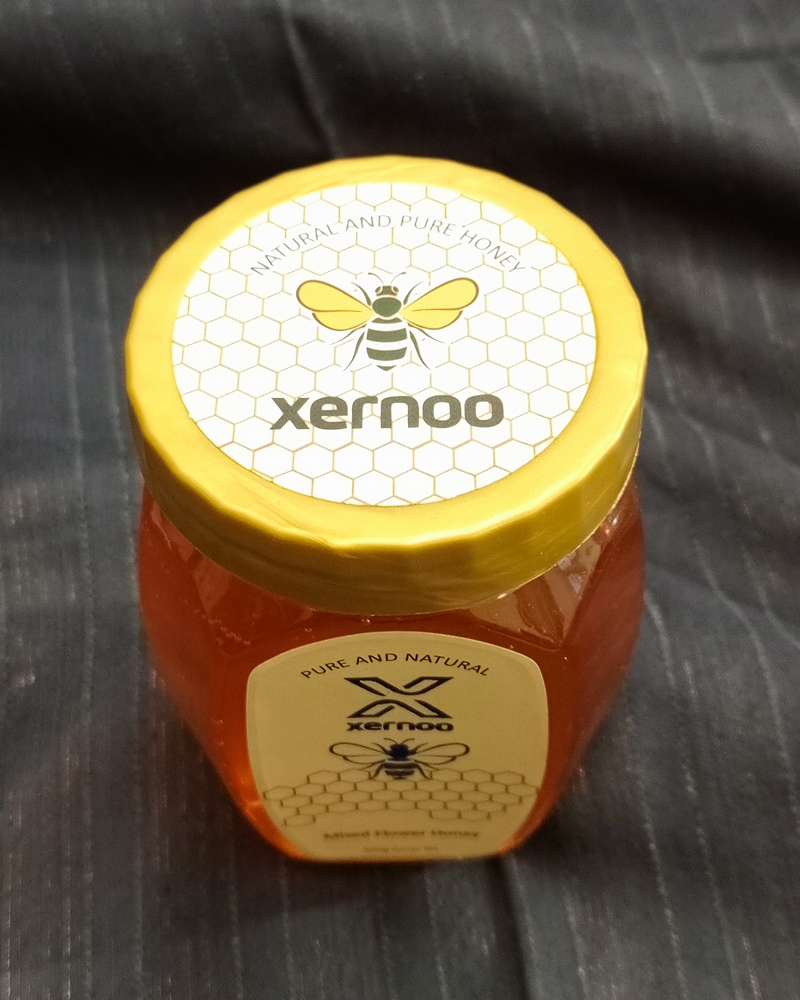 NATURAL AND PURE HONEY
xernoo
PURE AND NATURAL
X
xernoo
Mixed Flower Honey